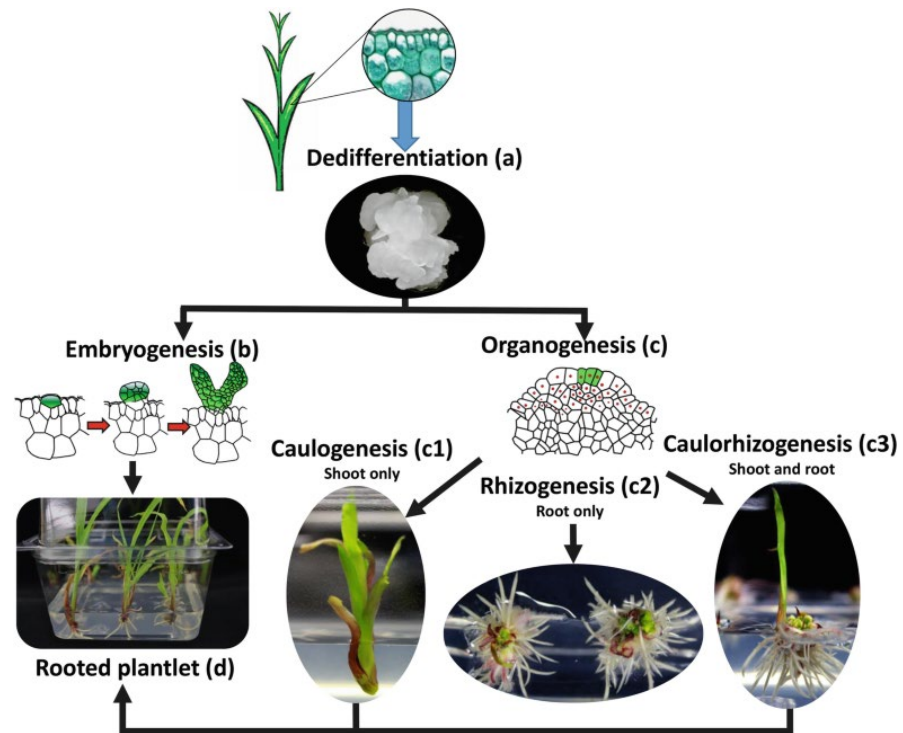 Dedifferentiation (a)
Embryogenesis (b)
Organogenesis (c)
Caulogenesis (c1)
Shoot only
Rhizogenesis (c2)
Root only
Caulorhizogenesis (c3)
Shoot and root
Rooted plantlet (d)